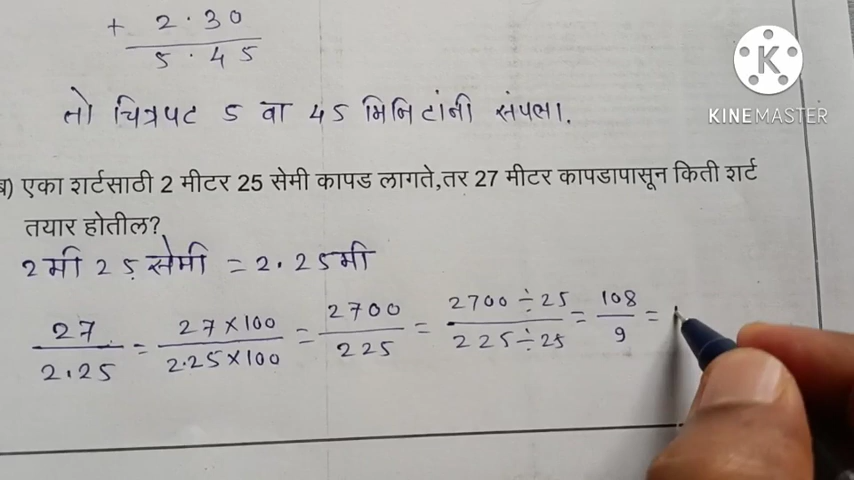 + 2.30
5.45
K
KINEMASTER
तो चित्रपट 5 वा 45 मिनिटांनी संपला.
ब) एका शर्टसाठी 2 मीटर 25 सेमी कापड लागते,तर 27 मीटर कापडापासून किती शर्ट
तयार होतील?
2मी 25 सेमी = 2.25मी
27/2.25 = 27×100/2.25×100 = 2700/225 = 2700÷25/225÷25 = 108/9 =